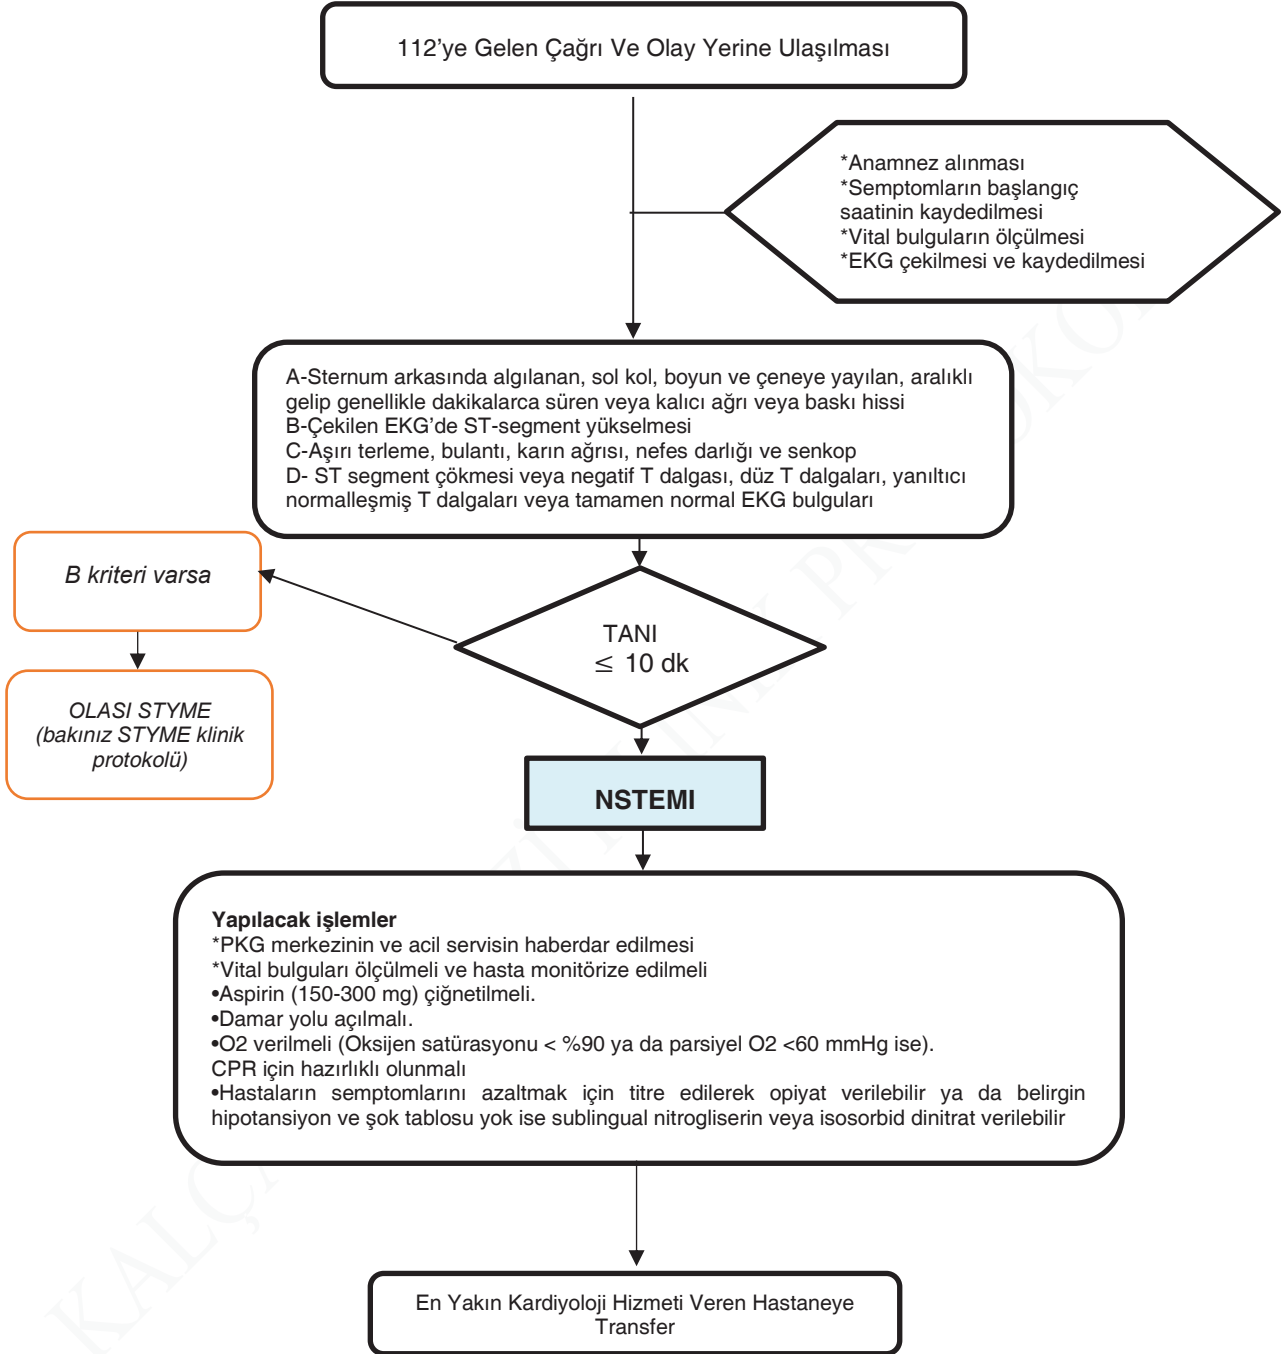 112'ye Gelen Çağrı Ve Olay Yerine Ulaşılması
*Anamnez alınması
*Semptomların başlangıç
saatinin kaydedilmesi
*Vital bulguların ölçülmesi
*EKG çekilmesi ve kaydedilmesi
A-Sternum arkasında algılanan, sol kol, boyun ve çeneye yayılan, aralıklı
gelip genellikle dakikalarca süren veya kalıcı ağrı veya baskı hissi
B-Çekilen EKG'de ST-segment yükselmesi
C-Aşırı terleme, bulantı, karın ağrısı, nefes darlığı ve senkop
D- ST segment çökmesi veya negatif T dalgası, düz T dalgaları, yanıltıcı
normalleşmiş T dalgaları veya tamamen normal EKG bulguları
B kriteri varsa
TANI
≤ 10 dk
OLASI STYME
(bakınız STYME klinik
protokolü)
NSTEMI
Yapılacak işlemler
*PKG merkezinin ve acil servisin haberdar edilmesi
*Vital bulguları ölçülmeli ve hasta monitörize edilmeli
•Aspirin (150-300 mg) çiğnetilmeli.
•Damar yolu açılmalı.
•O2 verilmeli (Oksijen satürasyonu < %90 ya da parsiyel O2 <60 mmHg ise).
CPR için hazırlıklı olunmalı
•Hastaların semptomlarını azaltmak için titre edilerek opiyat verilebilir ya da belirgin
hipotansiyon ve şok tablosu yok ise sublingual nitrogliserin veya isosorbid dinitrat verilebilir
En Yakın Kardiyoloji Hizmeti Veren Hastaneye
Transfer